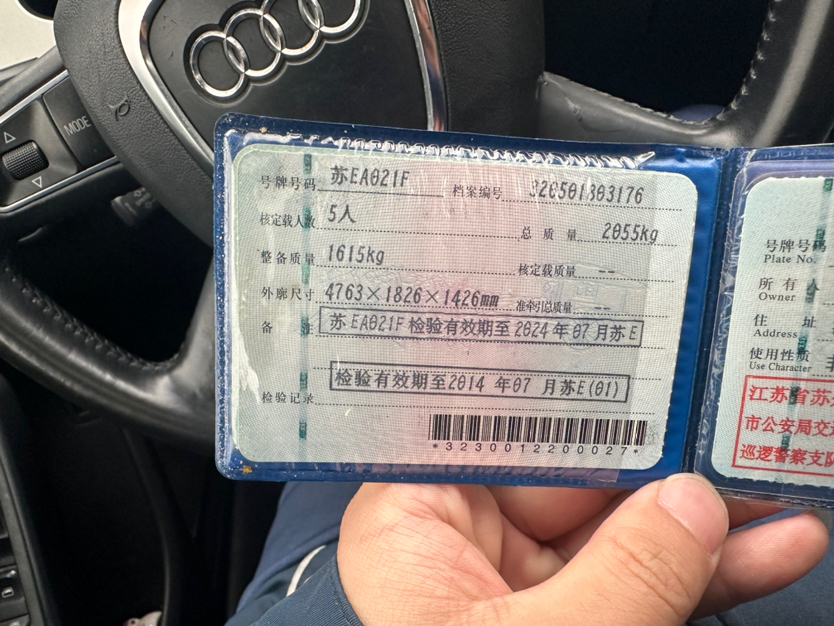 MODE
号牌号码 苏EA021F 档案编号 320501303176
核定载人数 5人 总质量 2055kg
整备质量 1615kg 核定载质量 --
外廓尺寸 4763×1826×1426mm 准牵引总质量 --
备注 苏EA021F检验有效期至2024年07月苏E
检验有效期至2014年07月苏E(01)
检验记录
*3230012200027*
号牌号码
Plate No.
所有人
Owner
住址
Address
使用性质
Use Character
江苏省苏
市公安局交
巡逻警察支队